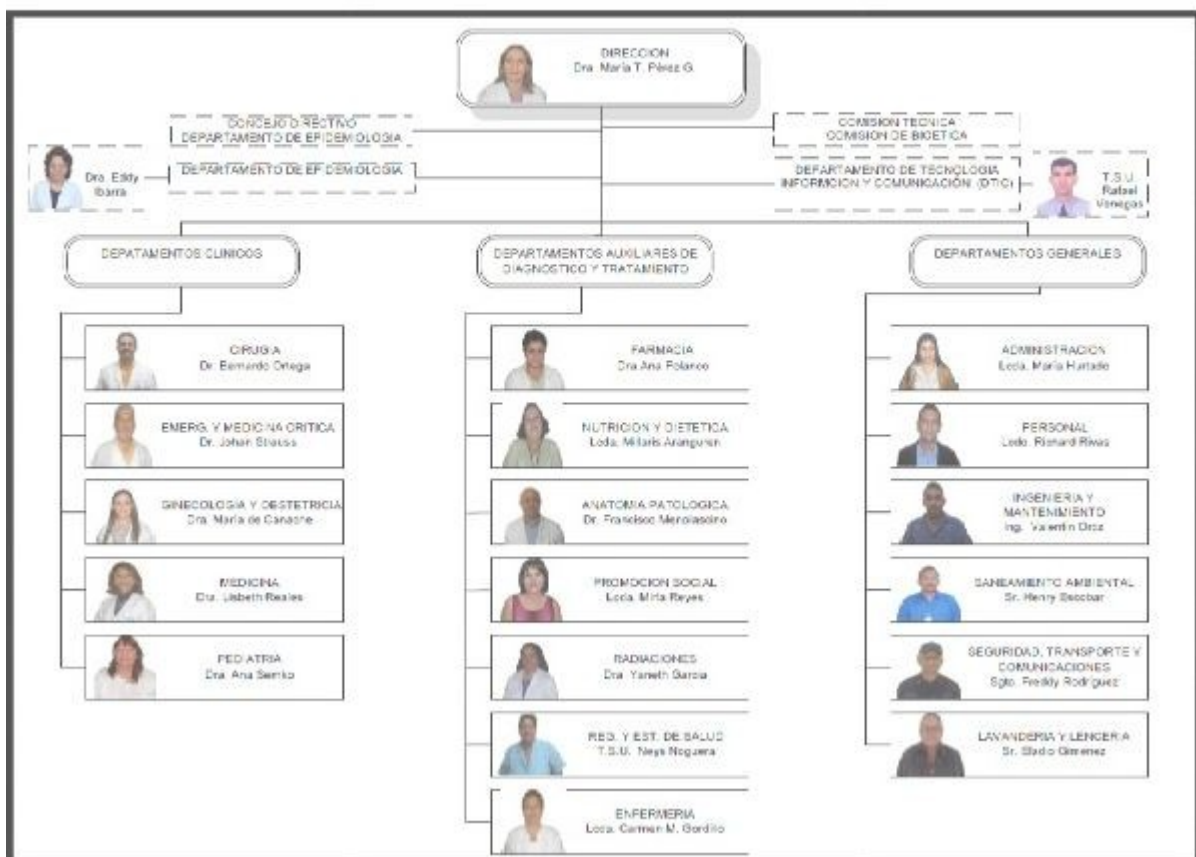 DIRECCION
Dra. María T. Pérez G.
CONCEJO DIRECTIVO
DEPARTAMENTO DE EPIDEMIOLOGIA
COMISION TECNICA
COMISION DE BIOETICA
Dra. Eddy
Ibarra
DEPARTAMENTO DE EPIDEMIOLOGIA
DEPARTAMENTO DE TECNOLOGIA
INFORMCION Y COMUNICACIÓN (DTIC)
T.S.U.
Rafael
Venegas
DEPATAMENTOS CLINICOS
DEPARTAMENTOS AUXILIARES DE
DIAGNOSTICO Y TRATAMIENTO
DEPARTAMENTOS GENERALES
CIRUGIA
Dr. Bernardo Ortega
EMERG. Y MEDICINA CRITICA
Dr. Johan Strauss
GINECOLOGIA Y OBSTETRICIA
Dra. María de Canache
MEDICINA
Dra. Lisbeth Reales
PEDIATRIA
Dra. Ana Semko
FARMACIA
Dra Ana Polanco
NUTRICION Y DIETETICA
Lcda. Aranguren
ANATOMIA PATOLOGICA
Dr. Francisco
PROMOCION SOCIAL
Lcda. Mirla Reyes
RADIACIONES
Dra. Yaneth Garcia
REG. Y EST. DE SALUD
T.S.U. Neys Noguera
ENFERMERIA
Lcda. Carmen M. Gordillo
ADMINISTRACION
Lcda. María Hurtado
PERSONAL
Lcdo. Richard Rivas
INGENIERIA Y
MANTENIMIENTO
Ing. Valentin
SANEAMIENTO AMBIENTAL
Sr. Henry Escobar
SEGURIDAD, TRANSPORTE Y
COMUNICACIONES
Sgto. Freddy Rodriguez
LAVANDERIA Y LENCERIA
Sr. Eladio Gimenez